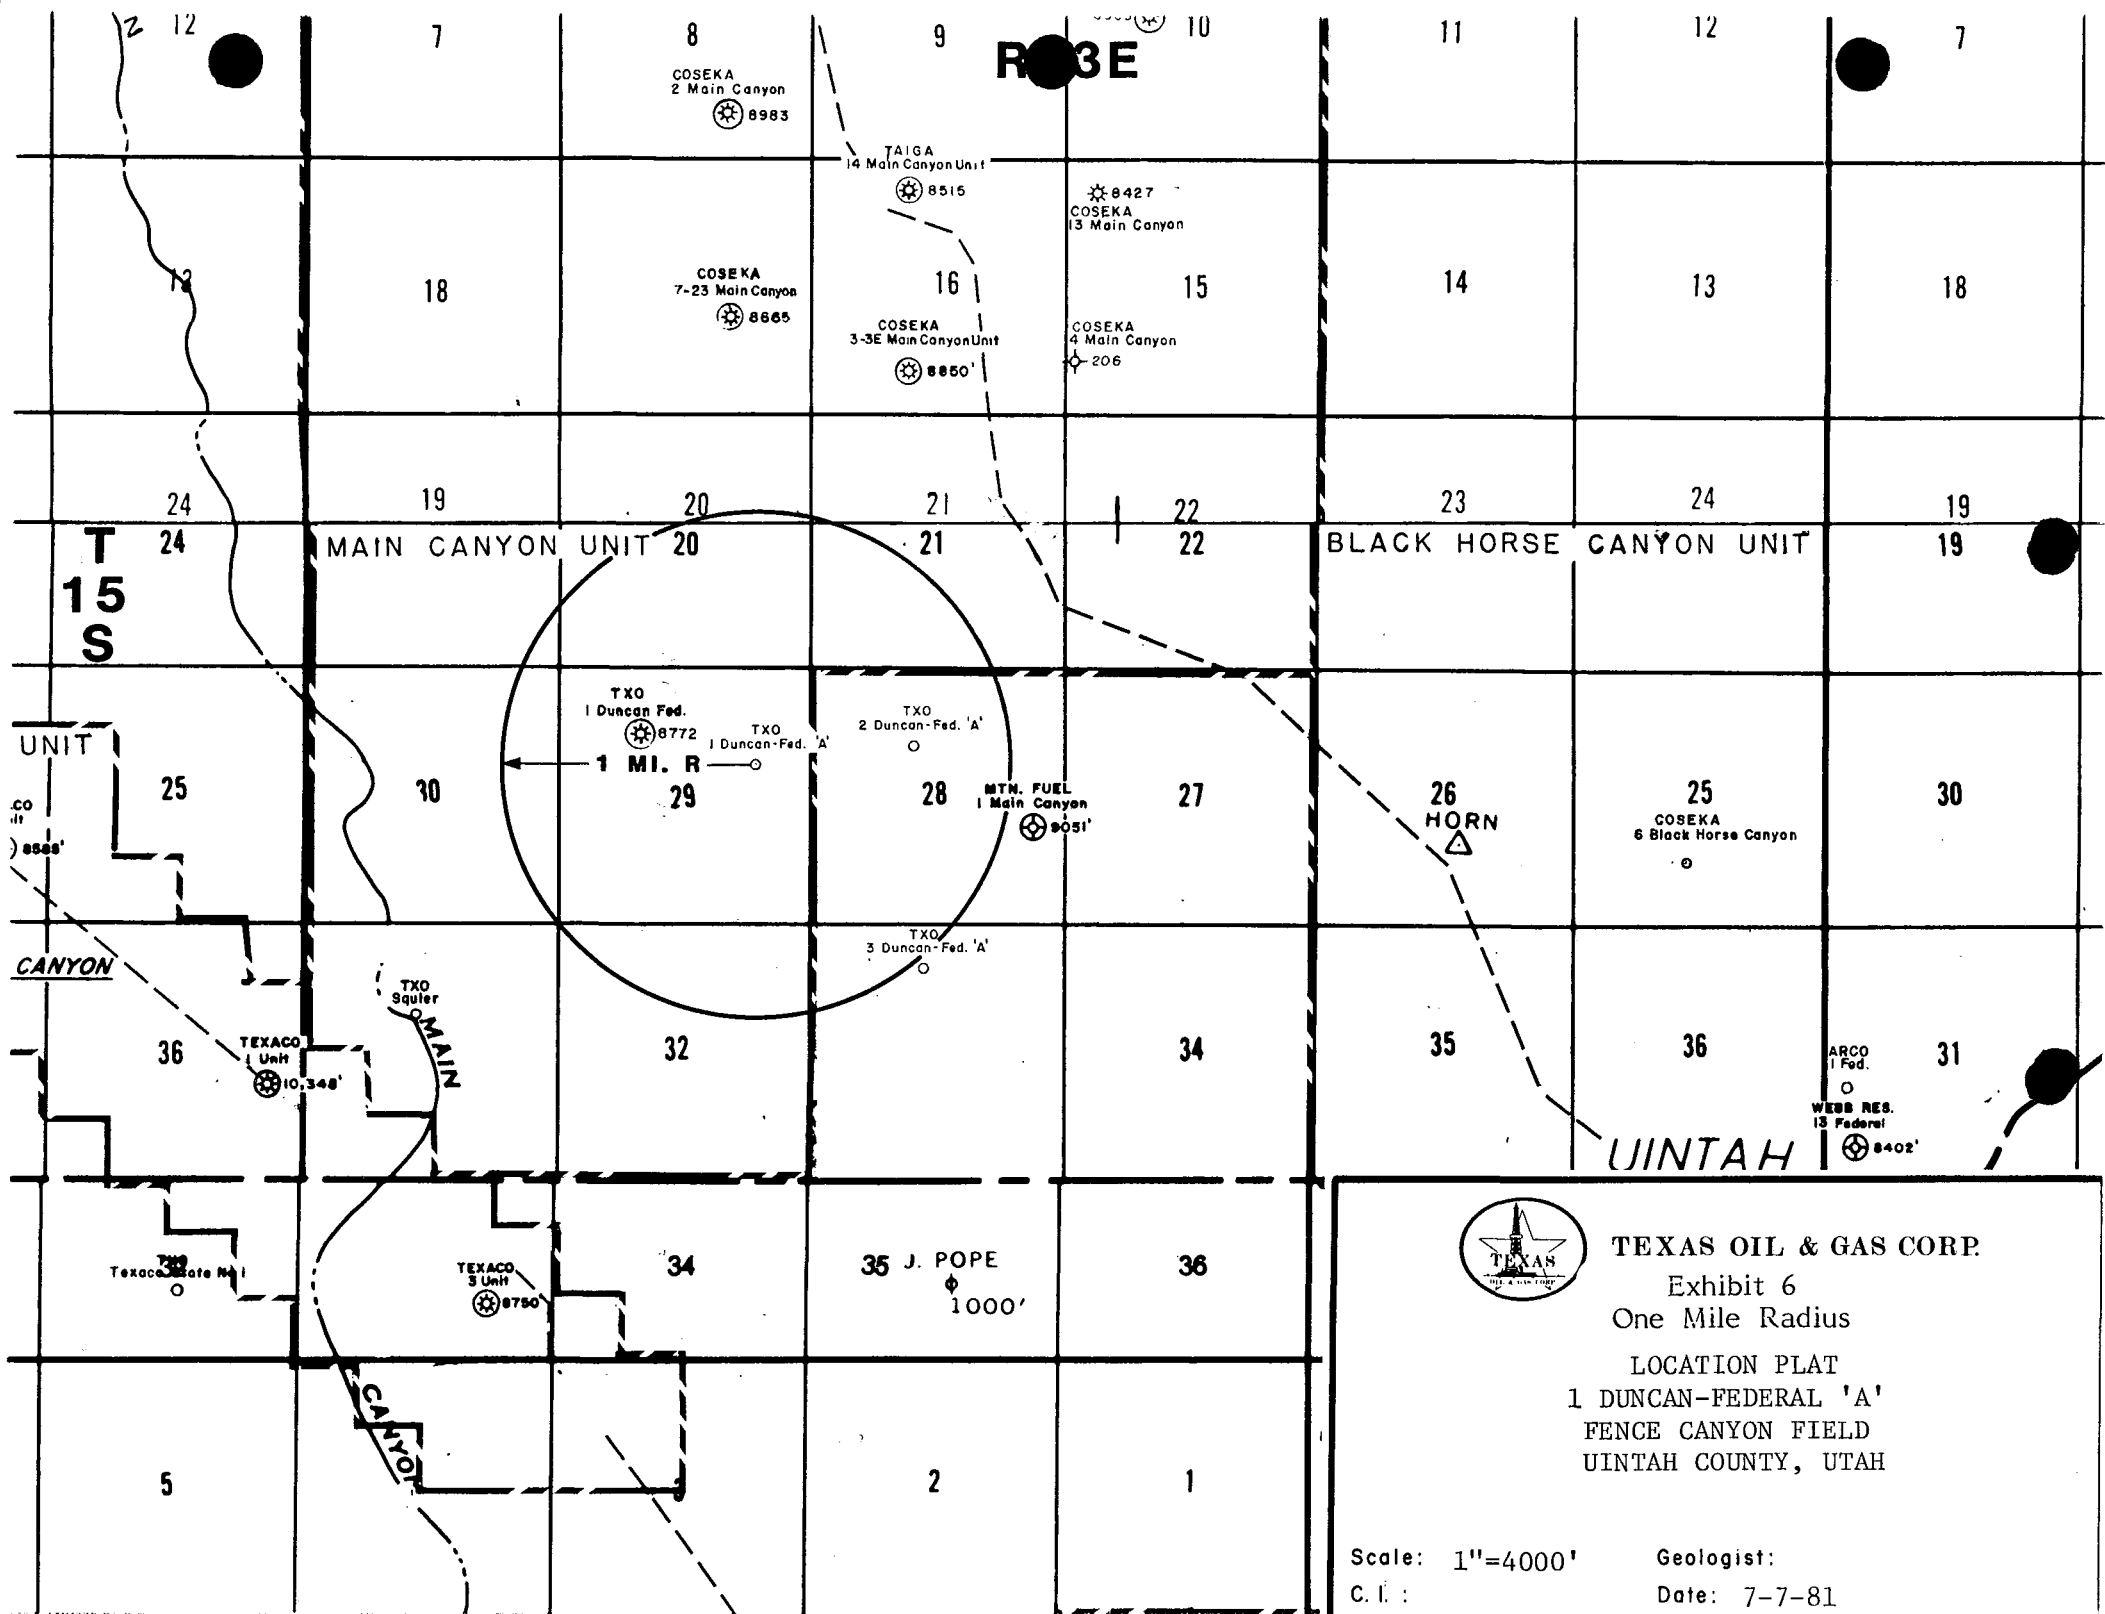 12
7
8
9
10
11
12
7
3E
COSEKA
2 Main Canyon
8983
TAIGA
14 Main Canyon Unit
8515
8427
COSEKA
13 Main Canyon
18
COSEKA
7-23 Main Canyon
8665
16
15
14
13
18
COSEKA
3-3E Main Canyon Unit
8850'
COSEKA
4 Main Canyon
206
24
19
20
21
22
23
24
19
T
15
S
24
MAIN CANYON UNIT
20
21
22
BLACK HORSE CANYON UNIT
19
UNIT
25
30
TXO
1 Duncan Fed.
8772
TXO
1 Duncan-Fed. 'A'
1 MI. R
29
TXO
2 Duncan-Fed. 'A'
28
MTN. FUEL
1 Main Canyon
9051'
27
26
HORN
25
COSEKA
6 Black Horse Canyon
30
8585'
CANYON
TXO
Squier
MAIN
TXO
3 Duncan-Fed. 'A'
36
TEXACO
1 Unit
10,348'
32
34
35
36
31
ARCO
1 Fed.
WEBB RES.
13 Federal
8402'
UINTAH
TEXACO
3 Unit
8750
34
35
J. POPE
1000'
36
CANYO
5
2
1
TEXAS
OIL & GAS CORP
TEXAS OIL & GAS CORP.
Exhibit 6
One Mile Radius
LOCATION PLAT
1 DUNCAN-FEDERAL 'A'
FENCE CANYON FIELD
UINTAH COUNTY, UTAH
Scale: 1"=4000'
Geologist:
C. I. :
Date: 7-7-81